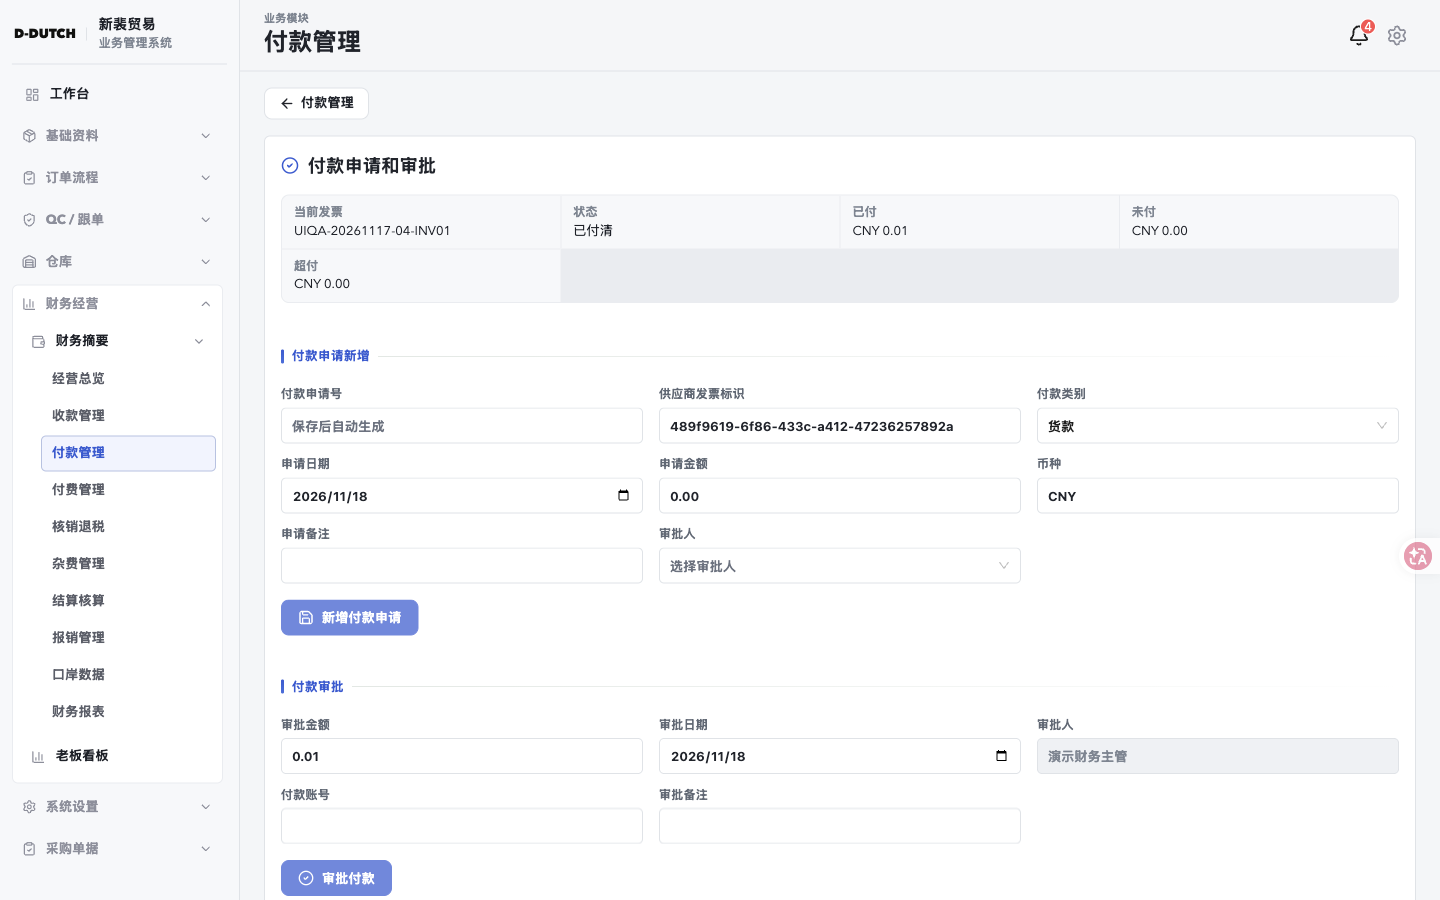 D-DUTCH
新裴贸易
业务管理系统
工作台
基础资料
订单流程
QC / 跟单
仓库
财务经营
财务摘要
经营总览
收款管理
付款管理
付费管理
核销退税
杂费管理
结算核算
报销管理
口岸数据
财务报表
老板看板
系统设置
采购单据
业务模块
付款管理
4
付款管理
付款申请和审批
当前发票
UIQA-20261117-04-INV01
状态
已付清
已付
CNY 0.01
未付
CNY 0.00
超付
CNY 0.00
付款申请新增
付款申请号
保存后自动生成
供应商发票标识
489f9619-6f86-433c-a412-47236257892a
付款类别
货款
申请日期
2026/11/18
申请金额
0.00
币种
CNY
申请备注
审批人
选择审批人
新增付款申请
付款审批
审批金额
0.01
审批日期
2026/11/18
审批人
演示财务主管
付款账号
审批备注
审批付款